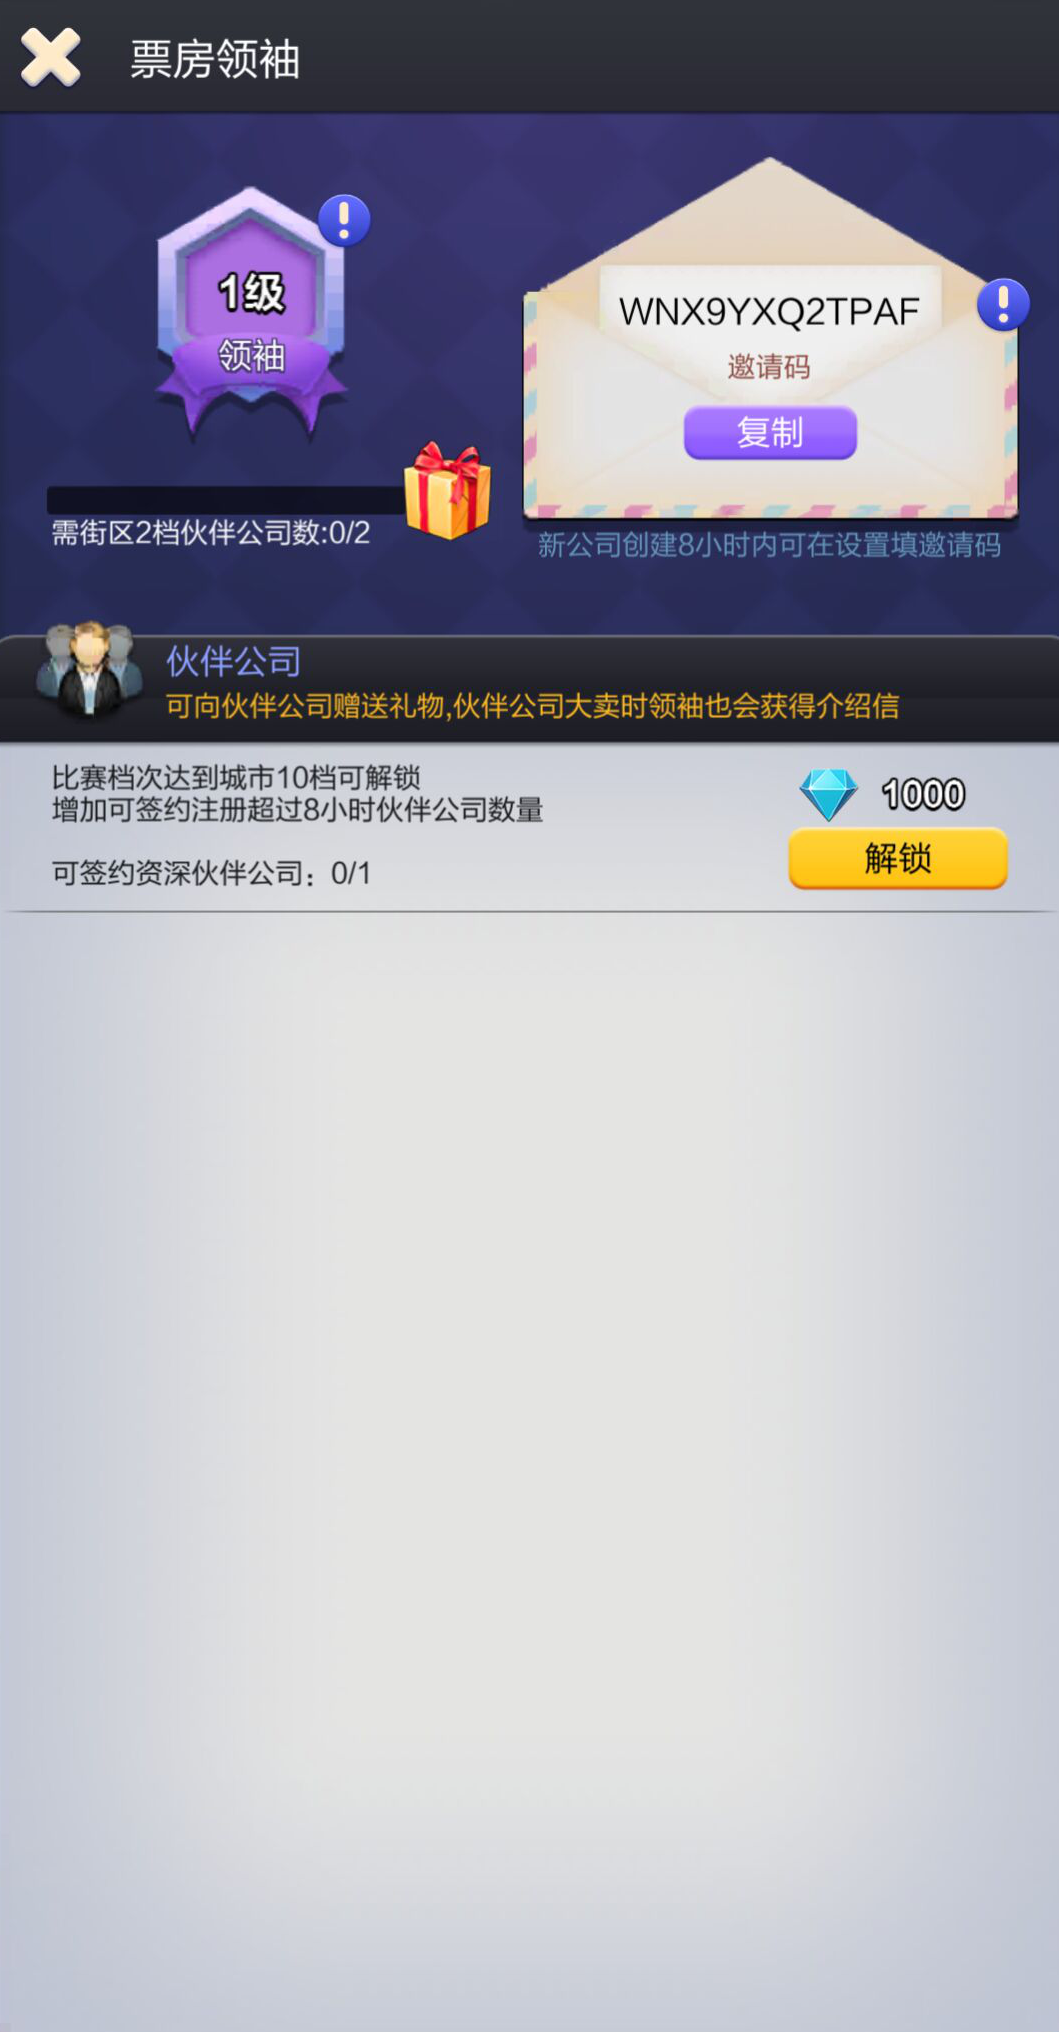 票房领袖
1级
领袖
需街区2档伙伴公司数:0/2
WNX9YXQ2TPAF
邀请码
复制
新公司创建8小时内可在设置填邀请码
伙伴公司
可向伙伴公司赠送礼物,伙伴公司大卖时领袖也会获得介绍信
比赛档次达到城市10档可解锁
增加可签约注册超过8小时伙伴公司数量
可签约资深伙伴公司：0/1
1000
解锁